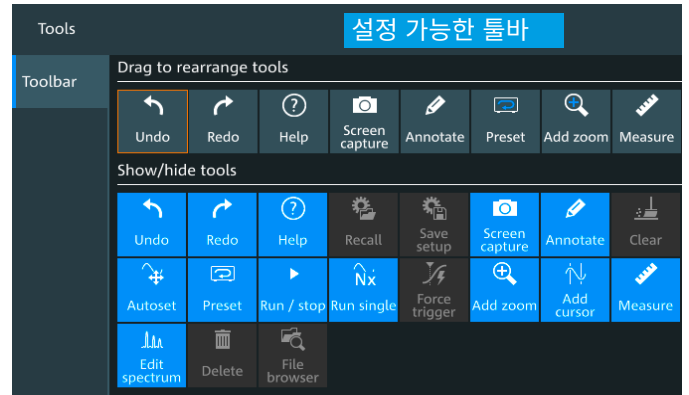 Tools
설정 가능한 툴바
Toolbar
Drag to rearrange tools
Undo
Redo
Help
Screen
capture
Annotate
Preset
Add zoom
Measure
Show/hide tools
Undo
Redo
Help
Recall
Save
setup
Screen
capture
Annotate
Clear
Autoset
Preset
Run / stop
Nx
Run single
Force
trigger
Add zoom
Add
cursor
Measure
Edit
spectrum
Delete
File
browser